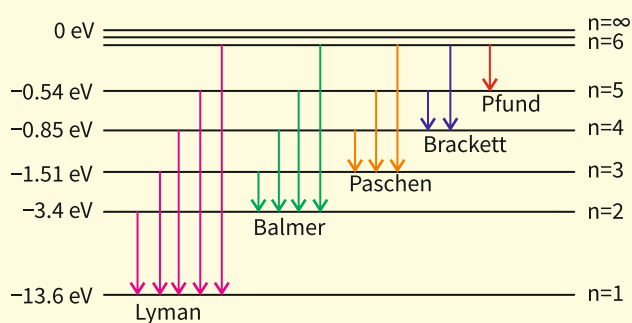 0 eV
n=∞
n=6
−0.54 eV
n=5
Pfund
−0.85 eV
n=4
Brackett
−1.51 eV
n=3
Paschen
−3.4 eV
n=2
Balmer
−13.6 eV
n=1
Lyman